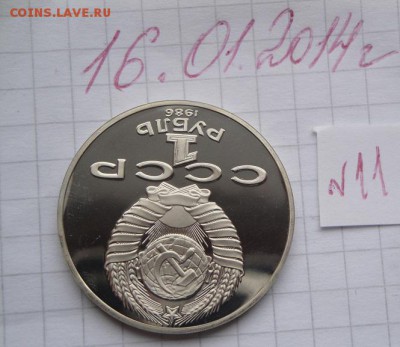 COINS.LAVE.RU
16.01.2014г
СССР
1
РУБЛЬ
1986
№11